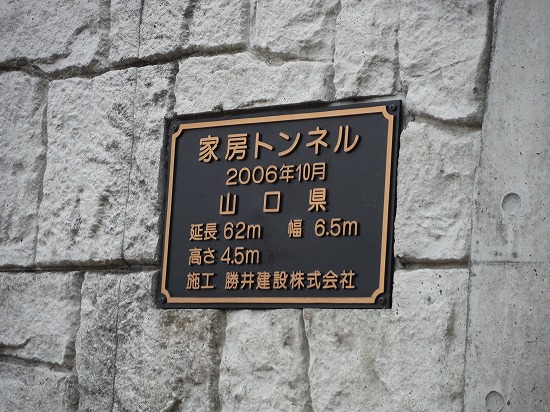 家房トンネル
2006年10月
山口県
延長 62m 幅 6.5m
高さ 4.5m
施工 勝井建設株式会社